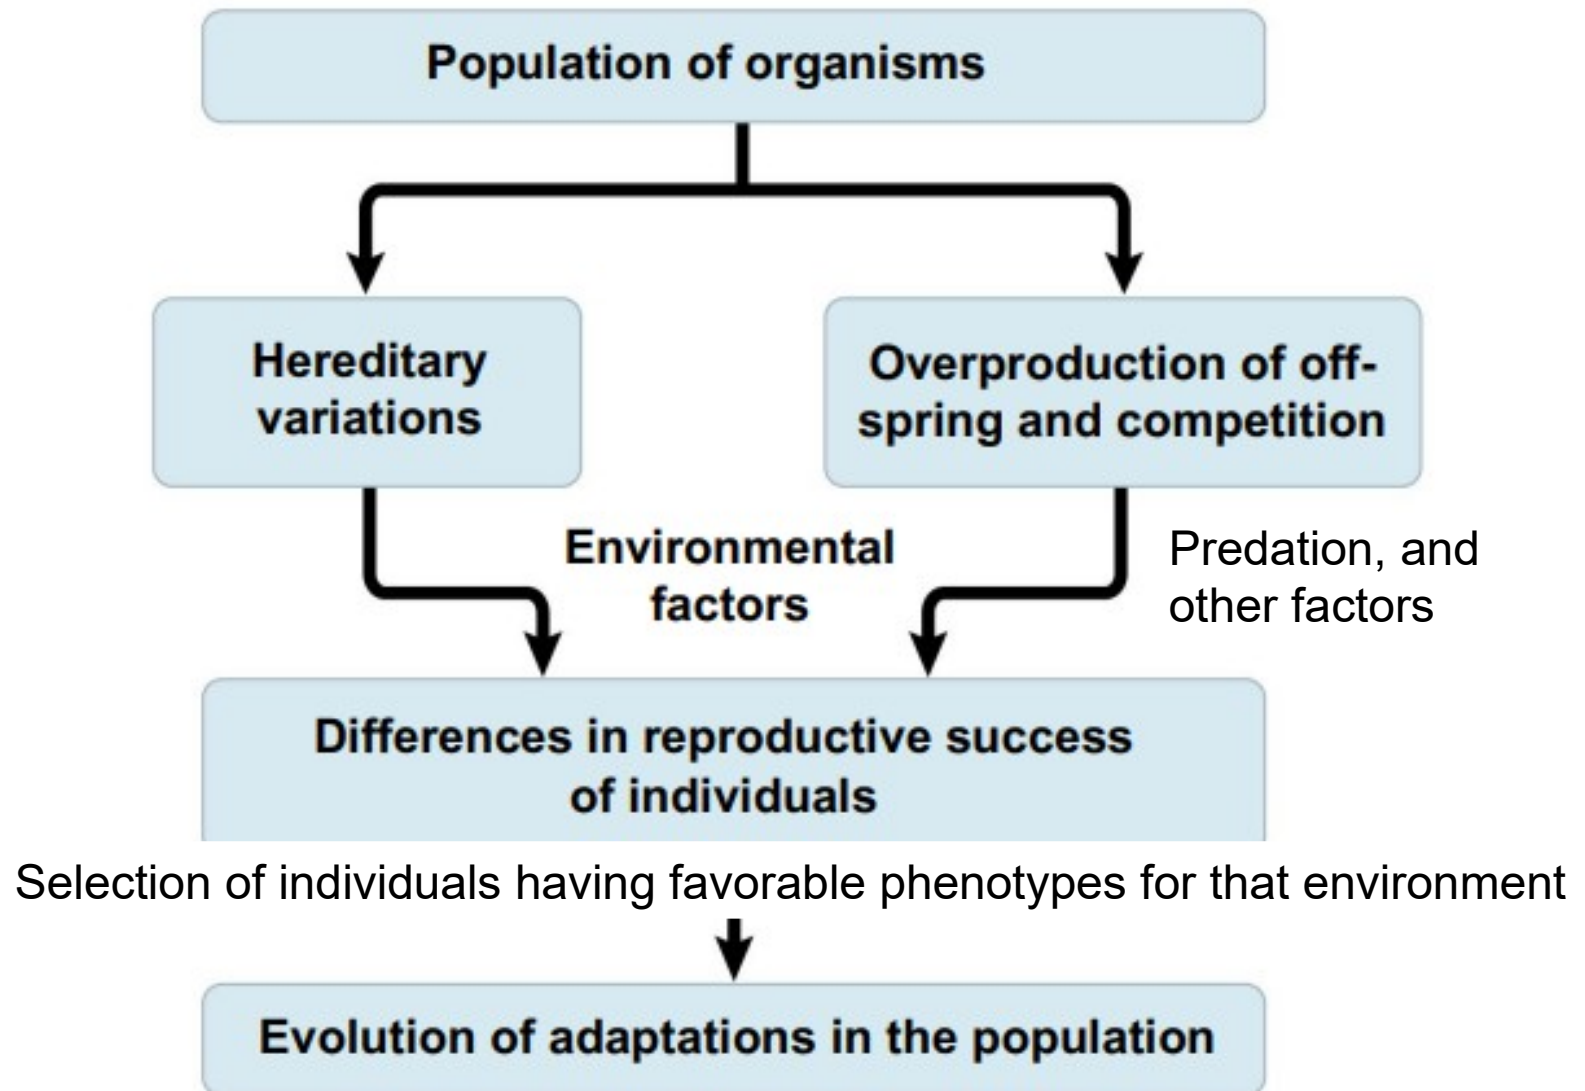 Population of organisms
Hereditary
variations
Overproduction of off-
spring and competition
Environmental
factors
Predation, and
other factors
Differences in reproductive success
of individuals
Selection of individuals having favorable phenotypes for that environment
Evolution of adaptations in the population